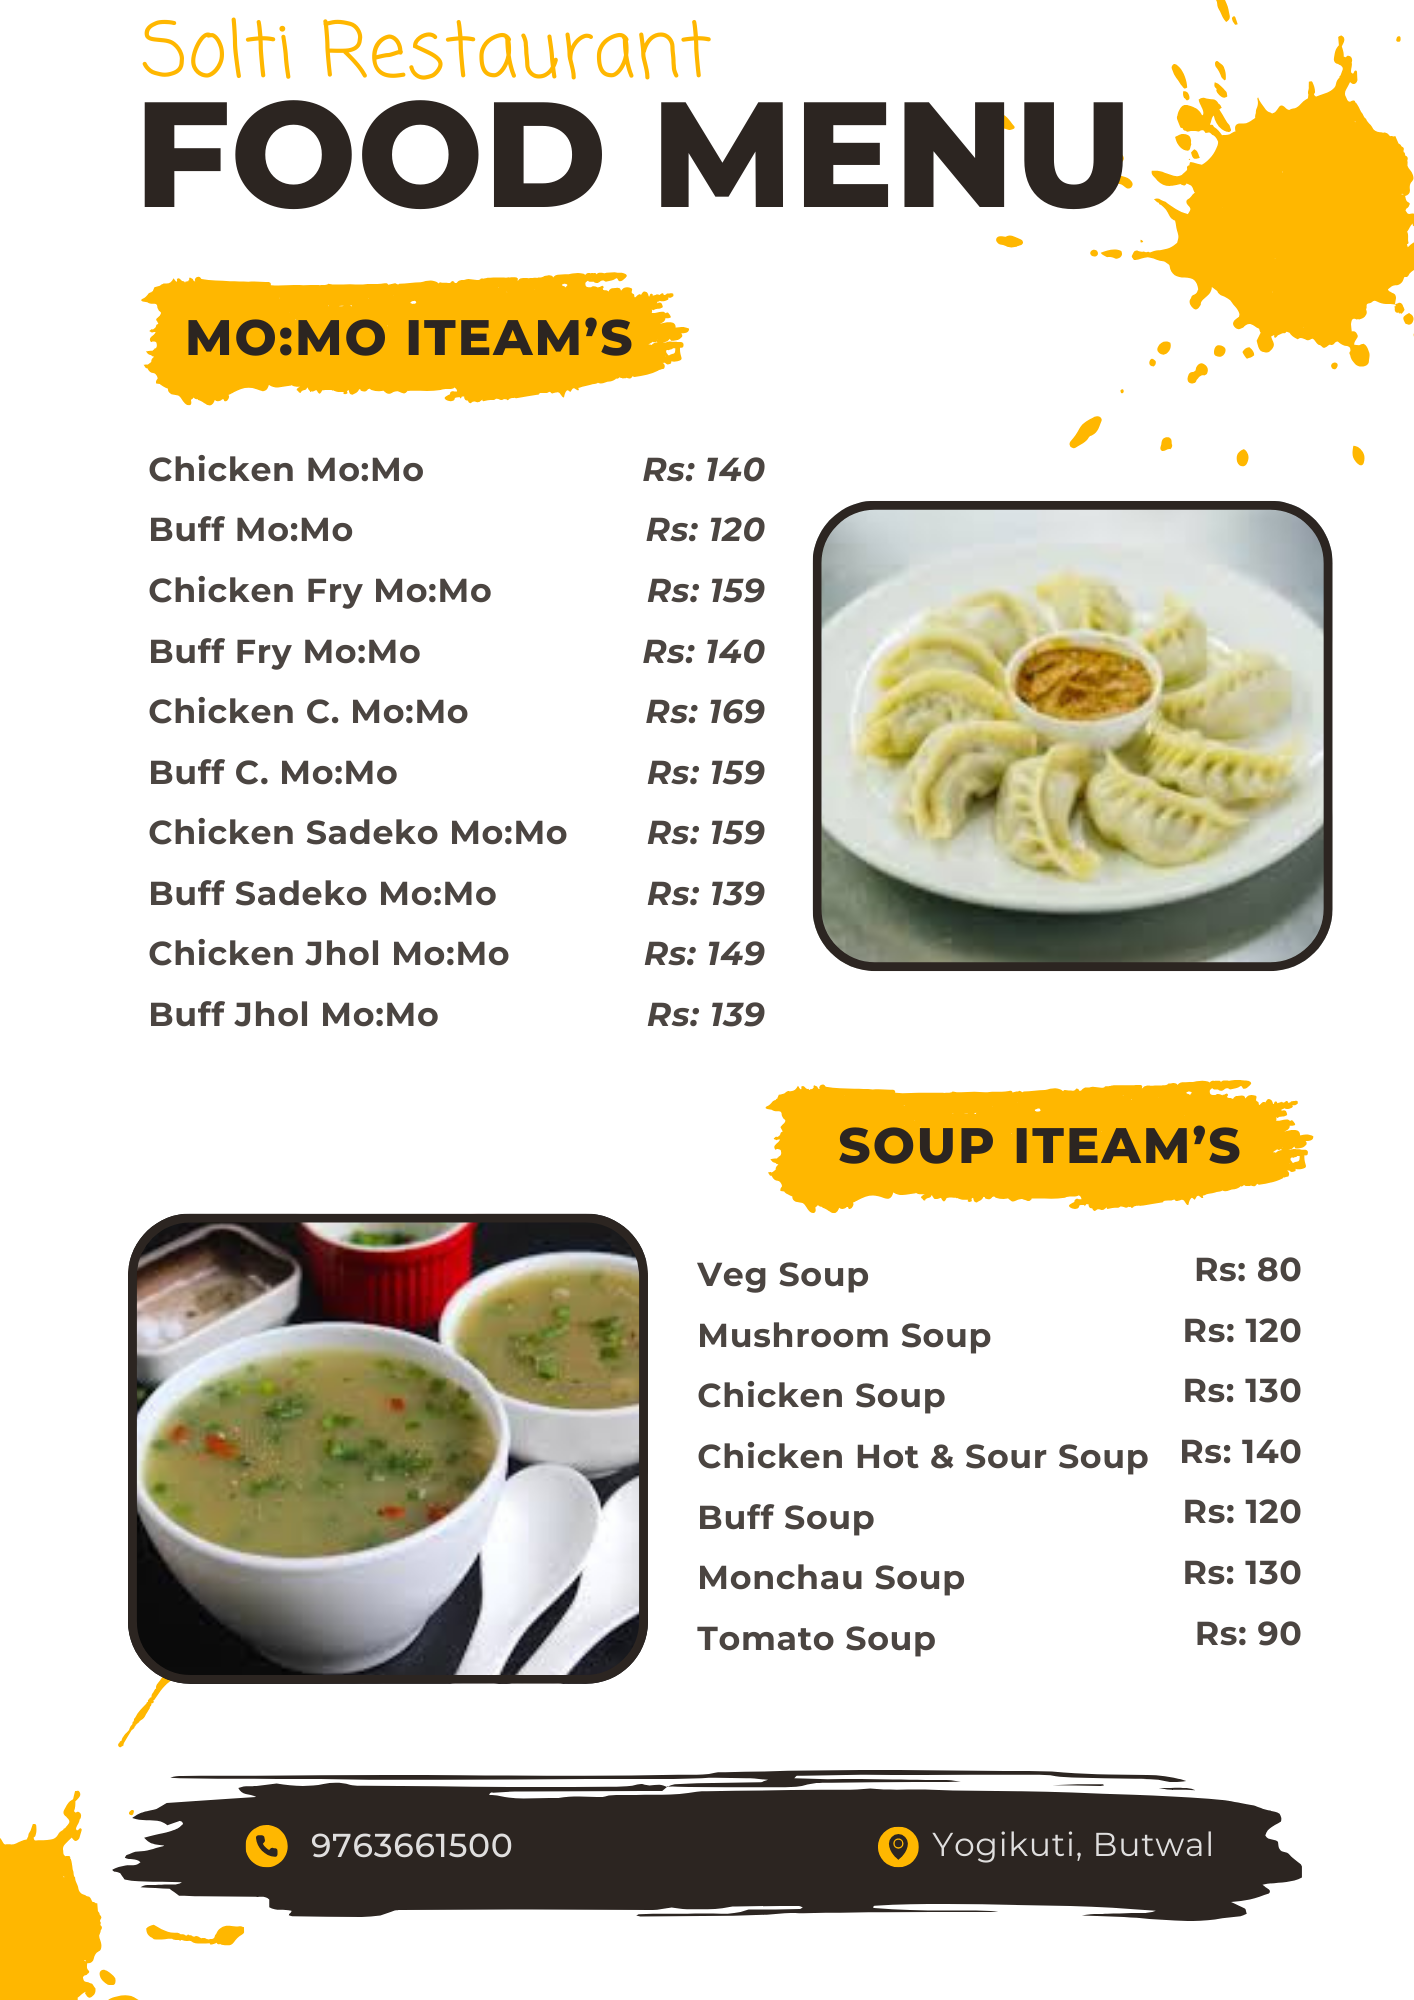 Solti Restaurant
FOOD MENU
MO:MO ITEAM’S
Chicken Mo:Mo Rs: 140
Buff Mo:Mo Rs: 120
Chicken Fry Mo:Mo Rs: 159
Buff Fry Mo:Mo Rs: 140
Chicken C. Mo:Mo Rs: 169
Buff C. Mo:Mo Rs: 159
Chicken Sadeko Mo:Mo Rs: 159
Buff Sadeko Mo:Mo Rs: 139
Chicken Jhol Mo:Mo Rs: 149
Buff Jhol Mo:Mo Rs: 139
SOUP ITEAM’S
Veg Soup Rs: 80
Mushroom Soup Rs: 120
Chicken Soup Rs: 130
Chicken Hot & Sour Soup Rs: 140
Buff Soup Rs: 120
Monchau Soup Rs: 130
Tomato Soup Rs: 90
9763661500 Yogikuti, Butwal